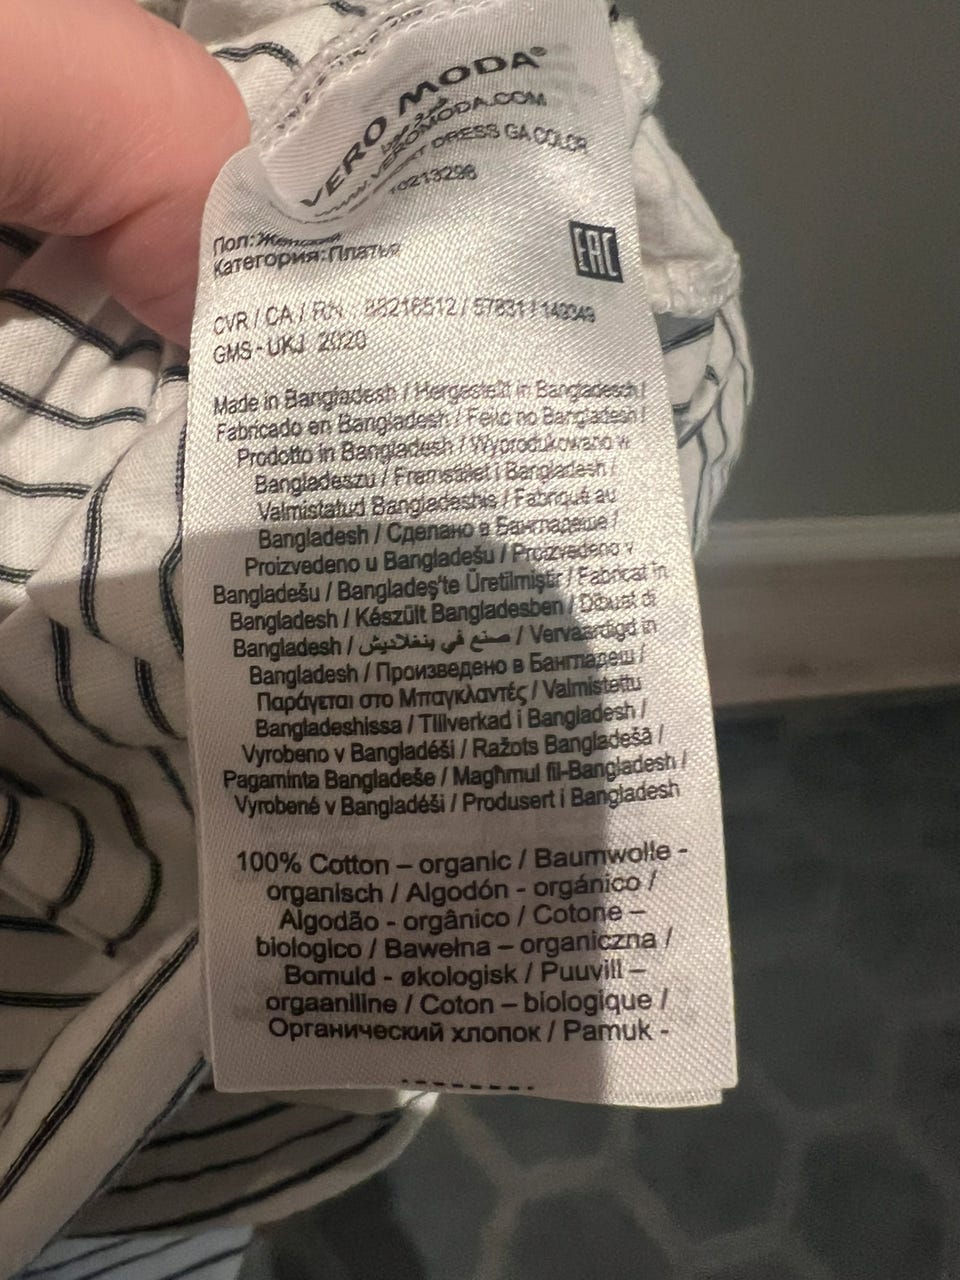 VERO MODA®
WWW.VEROMODA.COM
DRESS GA COLOR
10213296
Пол:Женский
Категория:Платья
EAC
CVR / CA / RN 88216512 / 57831 / 149349
GMS-UKJ 2020
Made in Bangladesh / Hergestellt in Bangladesch /
Fabricado en Bangladesh / Feito no Bangladesh /
Prodotto in Bangladesh / Wyprodukowano w
Bangladeszu / Fremstillet i Bangladesh /
Valmistatud Bangladeshis / Fabriqué au
Bangladesh / Сделано в Бангладеше /
Proizvedeno u Bangladešu / Proizvedeno v
Bangladešu / Bangladeş'te Üretilmiştir / Fabricat în
Bangladesh / Készült Bangladesben /
Bangladesh / صنع في بنغلاديش / Vervaardigd in
Bangladesh / Произведено в Бангладеш /
Παράγεται στο Μπαγκλαντές / Valmistettu
Bangladeshissa / Tillverkad i Bangladesh /
Vyrobeno v Bangladéši / Ražots Bangladešā /
Pagaminta Bangladeše / Magħmul fil-Bangladesh /
Vyrobené v Bangladéši / Produsert i Bangladesh
100% Cotton – organic / Baumwolle -
organisch / Algodón - orgánico /
Algodão - orgânico / Cotone –
biologico / Bawełna – organiczna /
Bomuld - økologisk / Puuvill –
orgaaniline / Coton – biologique /
Органический хлопок / Pamuk -